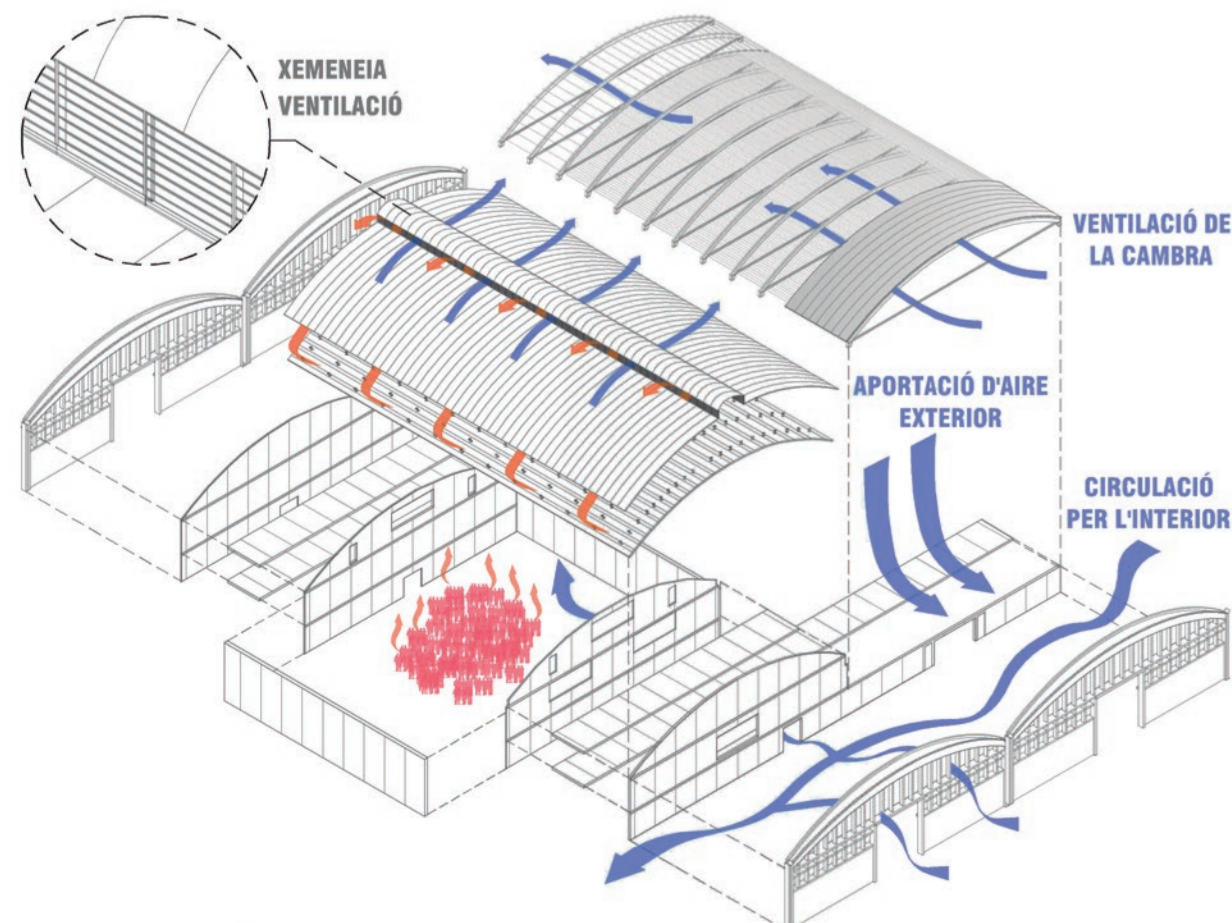 XEMENEIA
VENTILACIÓ
VENTILACIÓ DE
LA CAMBRA
APORTACIÓ D'AIRE
EXTERIOR
CIRCULACIÓ
PER L'INTERIOR